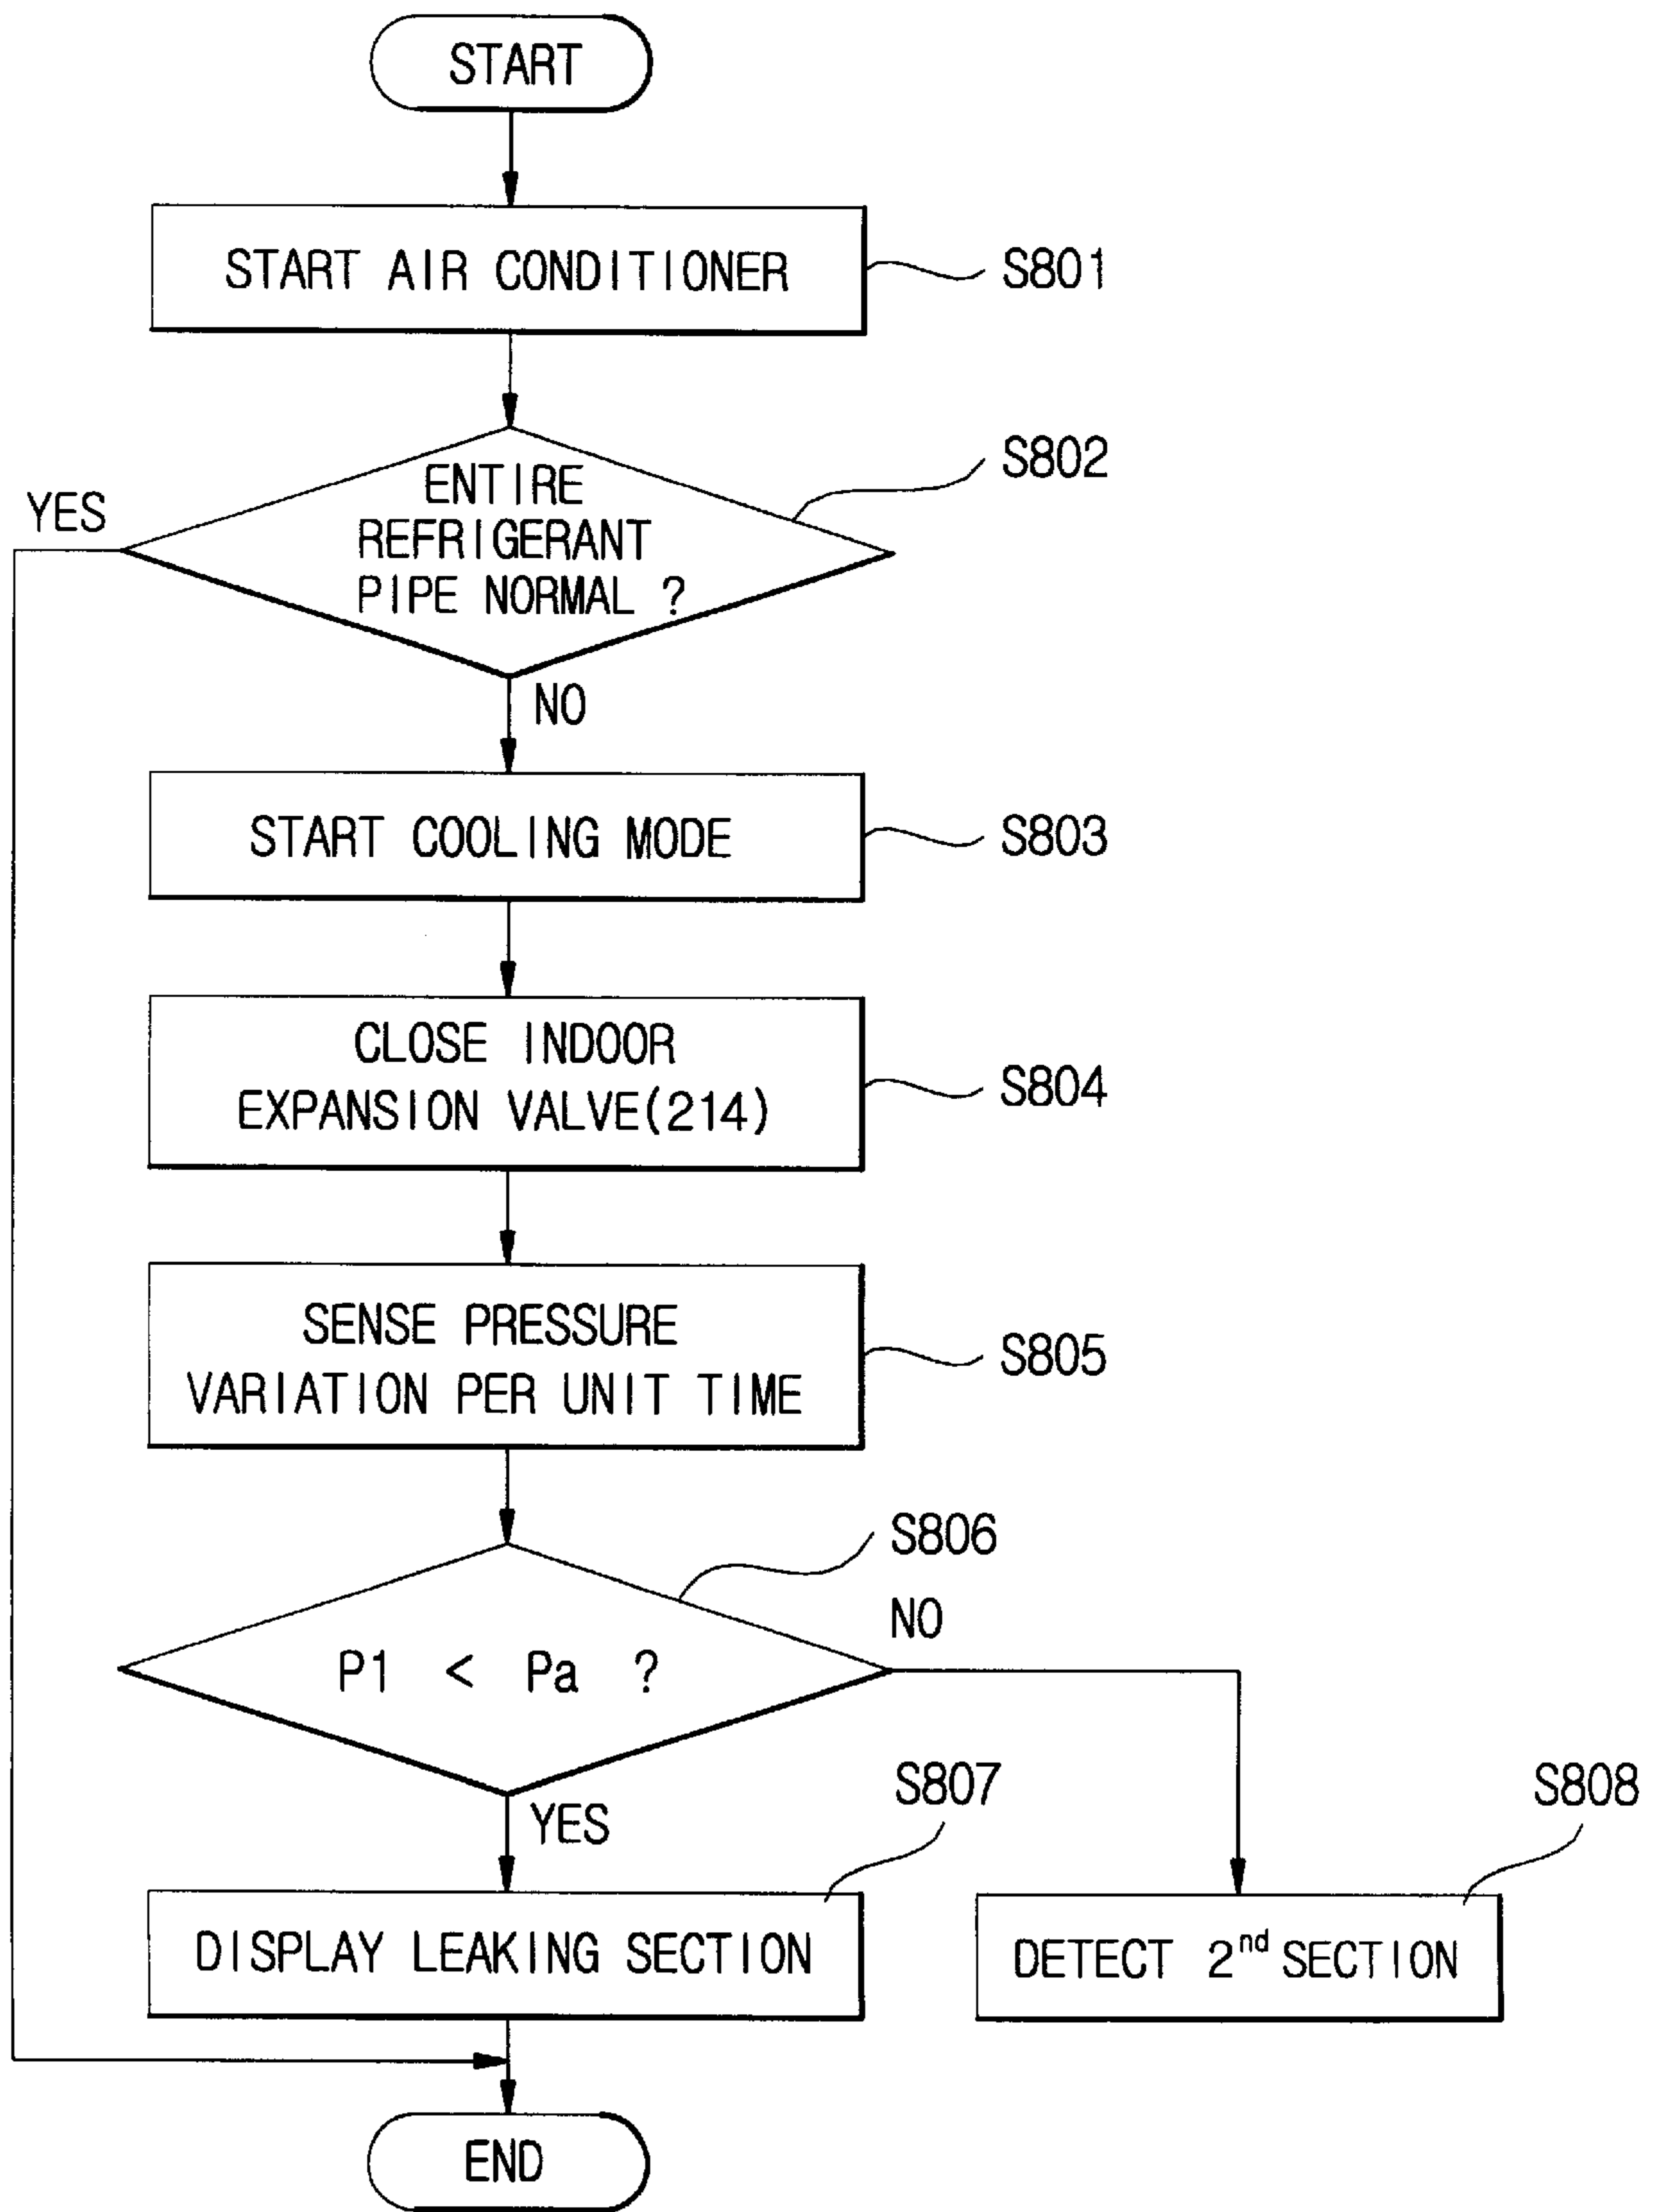 START
START AIR CONDITIONER
S801
ENTIRE
REFRIGERANT
PIPE NORMAL ?
S802
YES
NO
START COOLING MODE
S803
CLOSE INDOOR
EXPANSION VALVE(214)
S804
SENSE PRESSURE
VARIATION PER UNIT TIME
S805
P1 < Pa ?
S806
NO
YES
DISPLAY LEAKING SECTION
S807
DETECT 2nd SECTION
S808
END